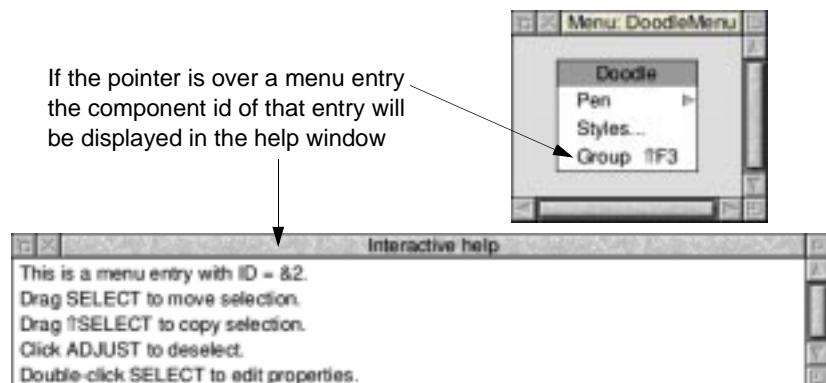 Menu: DoodleMenu
If the pointer is over a menu entry
the component id of that entry will
be displayed in the help window
Doodle
Pen
Styles...
Group ⇑F3
Interactive help
This is a menu entry with ID = &2.
Drag SELECT to move selection.
Drag ⇑SELECT to copy selection.
Click ADJUST to deselect.
Double-click SELECT to edit properties.